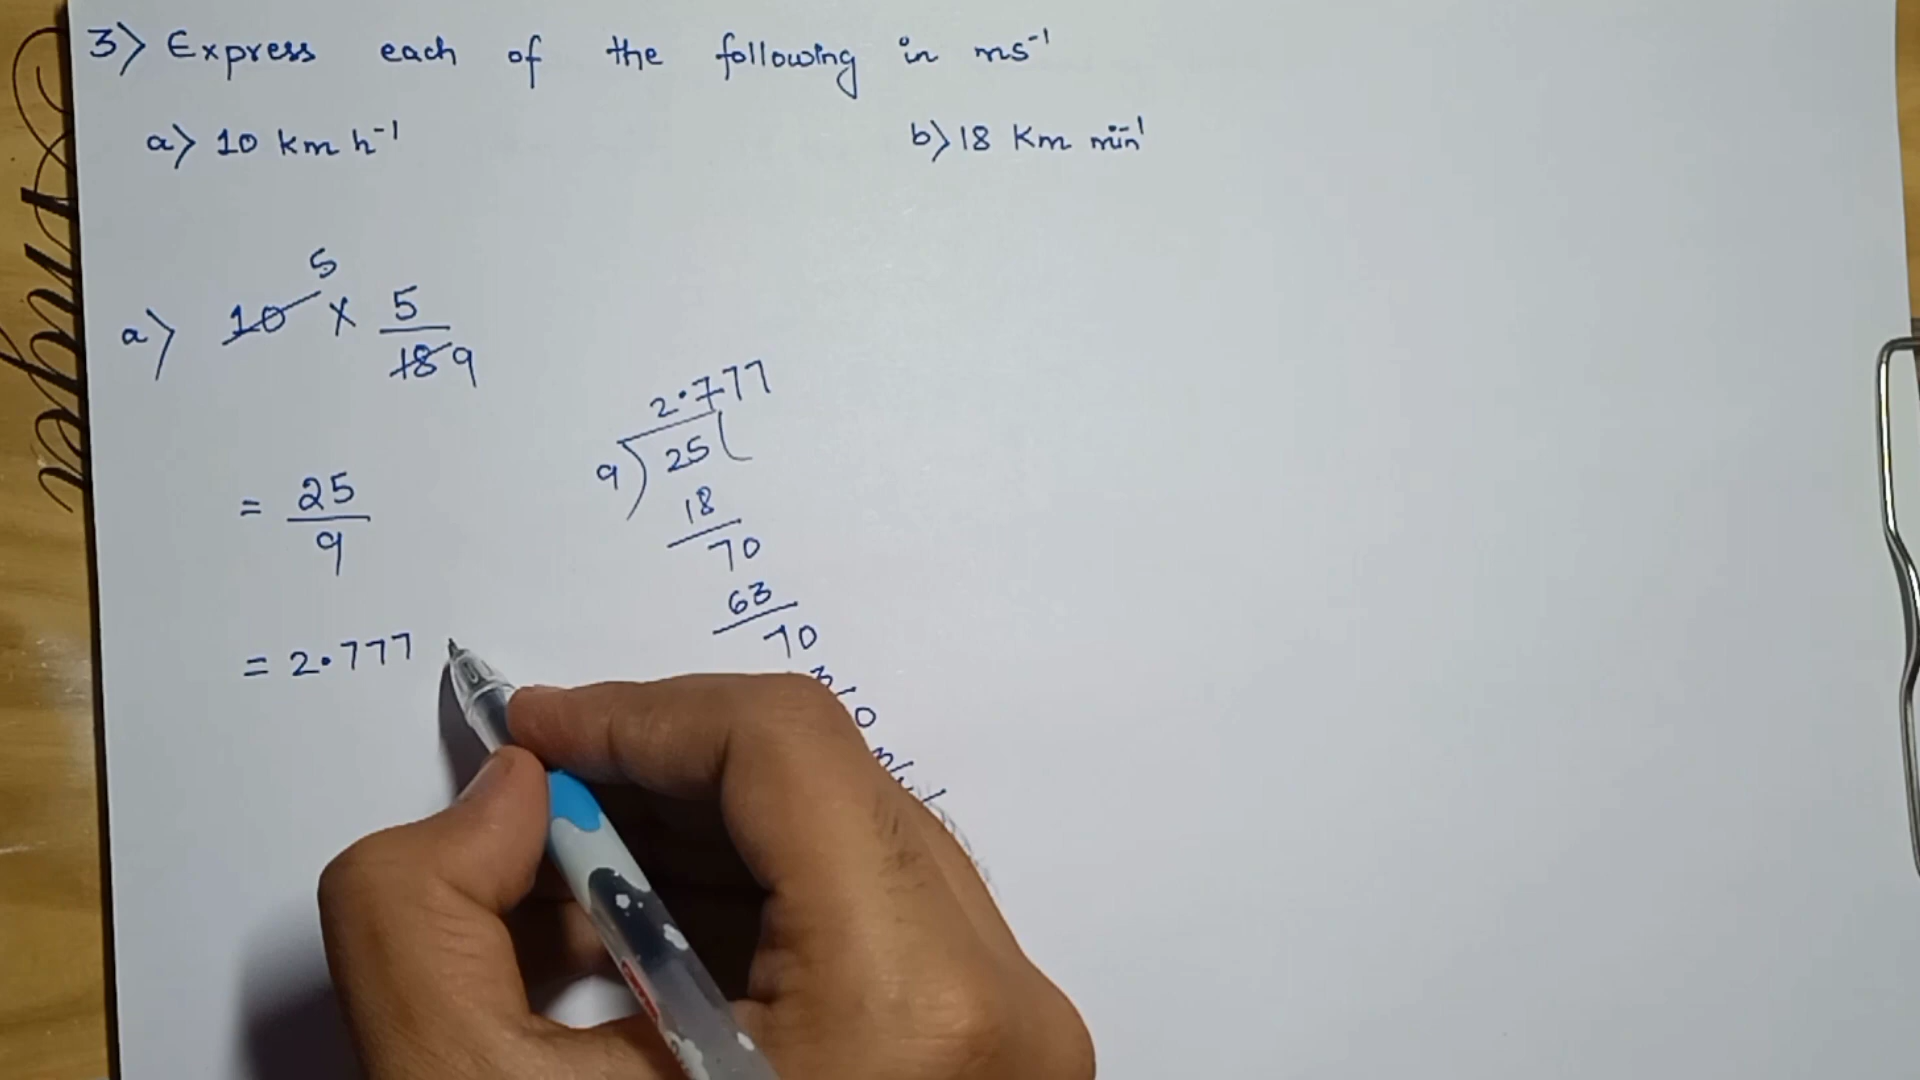 3) Express each of the following in ms⁻¹
a) 10 km h⁻¹ b) 18 Km min⁻¹
5
a) 10 × 5
18 9
2.777
9) 25 (
= 25
18
9
70
63
= 2.777
70
0